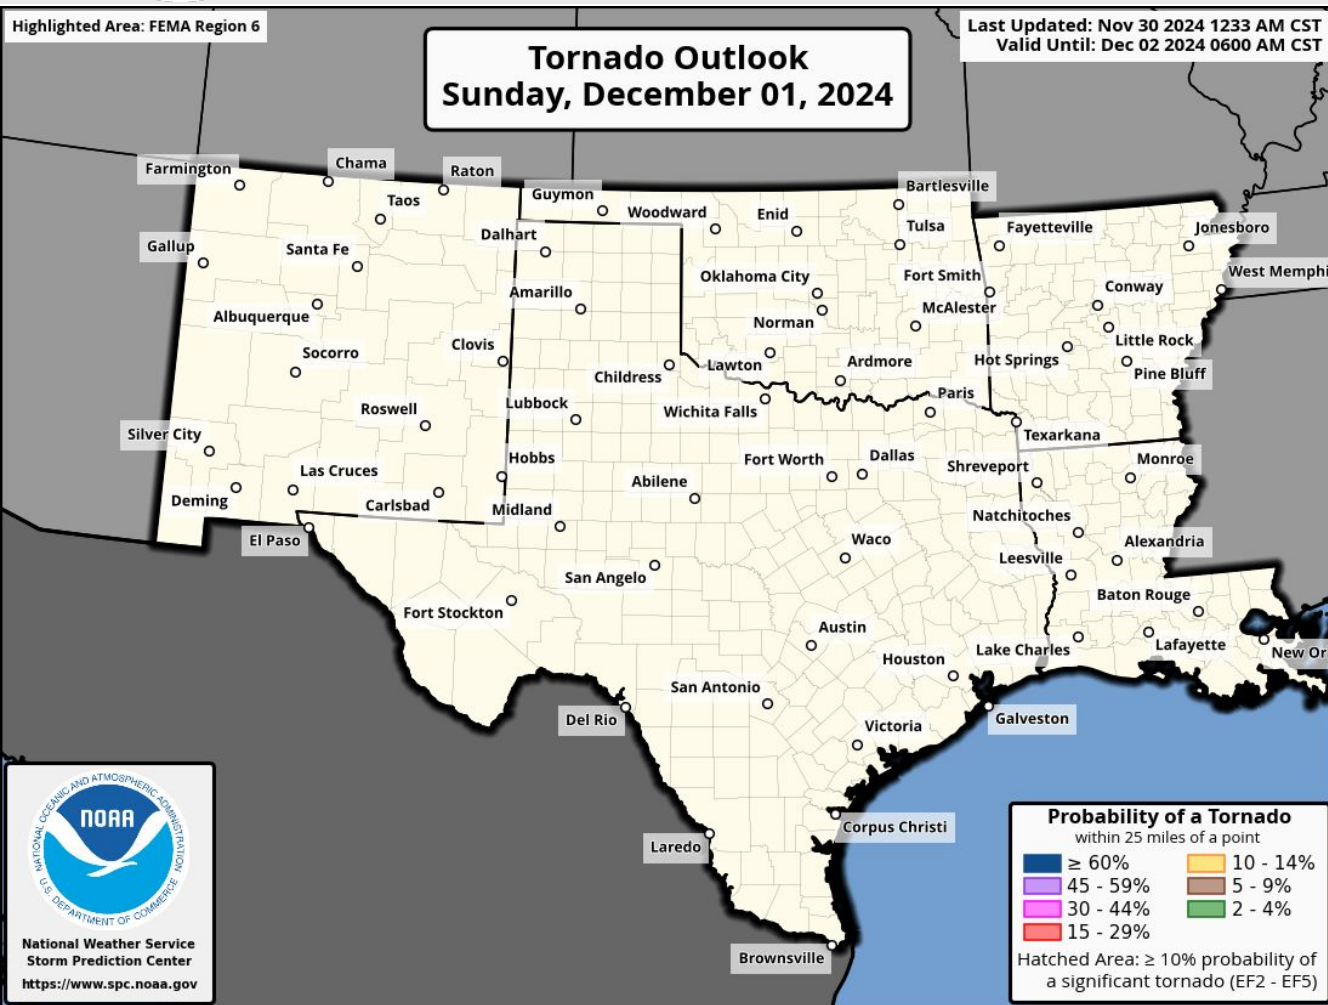 Highlighted Area: FEMA Region 6
Last Updated: Nov 30 2024 1233 AM CST
Valid Until: Dec 02 2024 0600 AM CST
Tornado Outlook
Sunday, December 01, 2024
Farmington
Chama
Raton
Taos
Guymon
Woodward
Enid
Bartlesville
Tulsa
Fayetteville
Jonesboro
Gallup
Santa Fe
Dalhart
Oklahoma City
Fort Smith
West Memphi
Albuquerque
Amarillo
Norman
McAlester
Conway
Socorro
Clovis
Childress
Lawton
Ardmore
Hot Springs
Little Rock
Pine Bluff
Roswell
Lubbock
Wichita Falls
Paris
Texarkana
Silver City
Las Cruces
Hobbs
Abilene
Fort Worth
Dallas
Shreveport
Monroe
Deming
Carlsbad
Midland
Natchitoches
El Paso
San Angelo
Waco
Leesville
Alexandria
Fort Stockton
Baton Rouge
Austin
Houston
Lake Charles
Lafayette
New Or
San Antonio
Del Rio
Victoria
Galveston
Laredo
Corpus Christi
Brownsville
NATIONAL OCEANIC AND ATMOSPHERIC ADMINISTRATION
NOAA
U.S. DEPARTMENT OF COMMERCE
National Weather Service
Storm Prediction Center
https://www.spc.noaa.gov
Probability of a Tornado
within 25 miles of a point
≥ 60%
45 - 59%
30 - 44%
15 - 29%
10 - 14%
5 - 9%
2 - 4%
Hatched Area: ≥ 10% probability of
a significant tornado (EF2 - EF5)